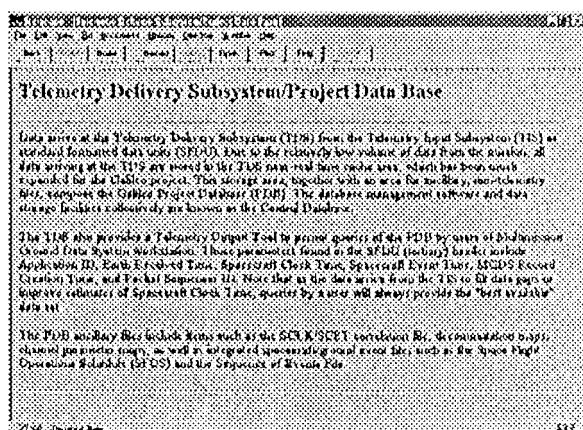 Telemetry Delivery Subsystem/Project Data Base
Data arrives at the Telemetry Delivery Subsystem (TDS) from the Telemetry Input Subsystem (TIS) as
standard formatted data units (SFDU). Due to the relatively low volume of data from the mission, all
data arriving at the TDS are stored in the TDS near real time cache area, which has been much
expanded for the Galileo project. This storage area, together with an area for ancillary, non-telemetry
files, composes the Galileo Project Database (PDB). The database management software and data
storage facilities collectively are known as the Central Database.
The TDS also provides a Telemetry Output Tool to permit queries of the PDB by users of Multimission
Ground Data System Workstation. Those parameters found in the SFDU (tertiary) header include
Application ID, Earth Received Time, Spacecraft Clock Time, Spacecraft Event Time, MGDS Record
Creation Time, and Packet Sequence ID. Note that as the data arrive from the TIS to fill data gaps or
improve estimates of Spacecraft Clock Time, queries by a user will always provide the "best available"
data set.
The PDB ancillary files include items such as the SCLK/SCET correlation file, decommutation maps,
channel parameter maps, as well as integrated spacecraft/ground event files such as the Space Flight
Operations Schedule (SFOS) and the Sequence of Events File.